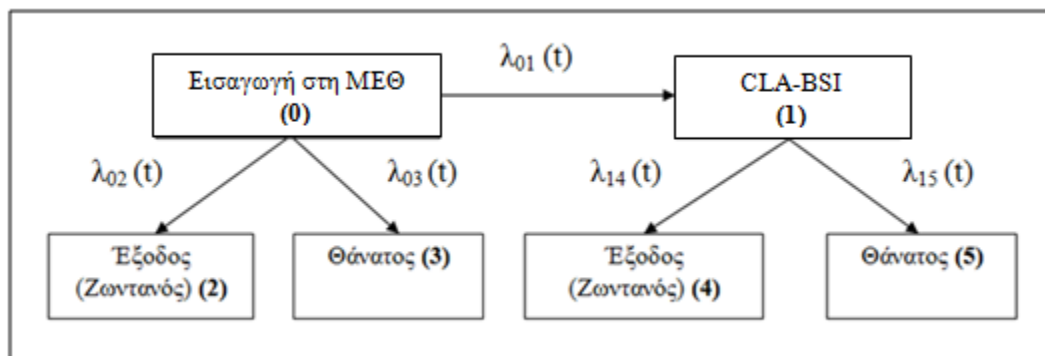 λ01 (t)
Εισαγωγή στη ΜΕΘ
(0)
CLA-BSI
(1)
λ02 (t)
λ03 (t)
λ14 (t)
λ15 (t)
Έξοδος
(Ζωντανός) (2)
Θάνατος (3)
Έξοδος
(Ζωντανός) (4)
Θάνατος (5)